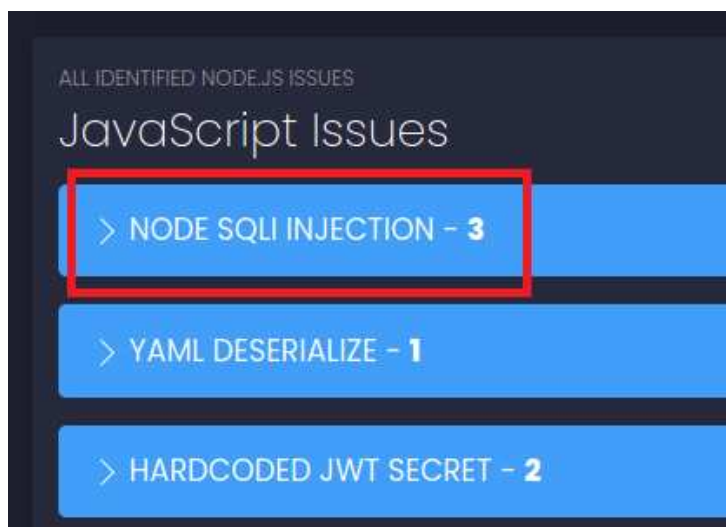 ALL IDENTIFIED NODE.JS ISSUES
JavaScript Issues
> NODE SQLI INJECTION - 3
> YAML DESERIALIZE - 1
> HARDCODED JWT SECRET - 2